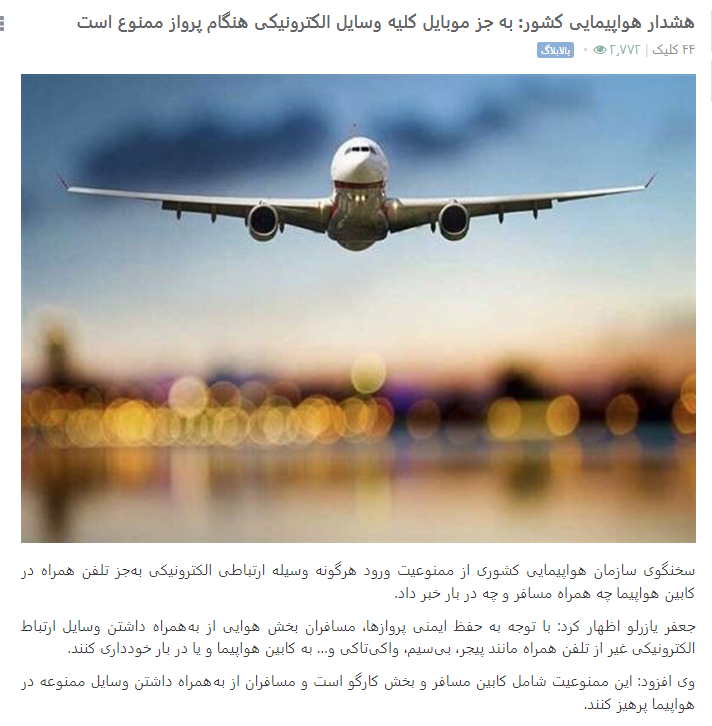 هشدار هواپیمایی کشور: به جز موبایل کلیه وسایل الکترونیکی هنگام پرواز ممنوع است
۴۴ کلیک | ۲,۷۷۲ • بالابلاگ
سخنگوی سازمان هواپیمایی کشوری از ممنوعیت ورود هرگونه وسیله ارتباطی الکترونیکی به‌جز تلفن همراه در
کابین هواپیما چه همراه مسافر و چه در بار خبر داد.
جعفر یازرلو اظهار کرد: با توجه به حفظ ایمنی پروازها، مسافران بخش هوایی از به‌همراه داشتن وسایل ارتباط
الکترونیکی غیر از تلفن همراه مانند پیجر، بی‌سیم، واکی‌تاکی و... به کابین هواپیما و یا در بار خودداری کنند.
وی افزود: این ممنوعیت شامل کابین مسافر و بخش کارگو است و مسافران از به‌همراه داشتن وسایل ممنوعه در
هواپیما پرهیز کنند.